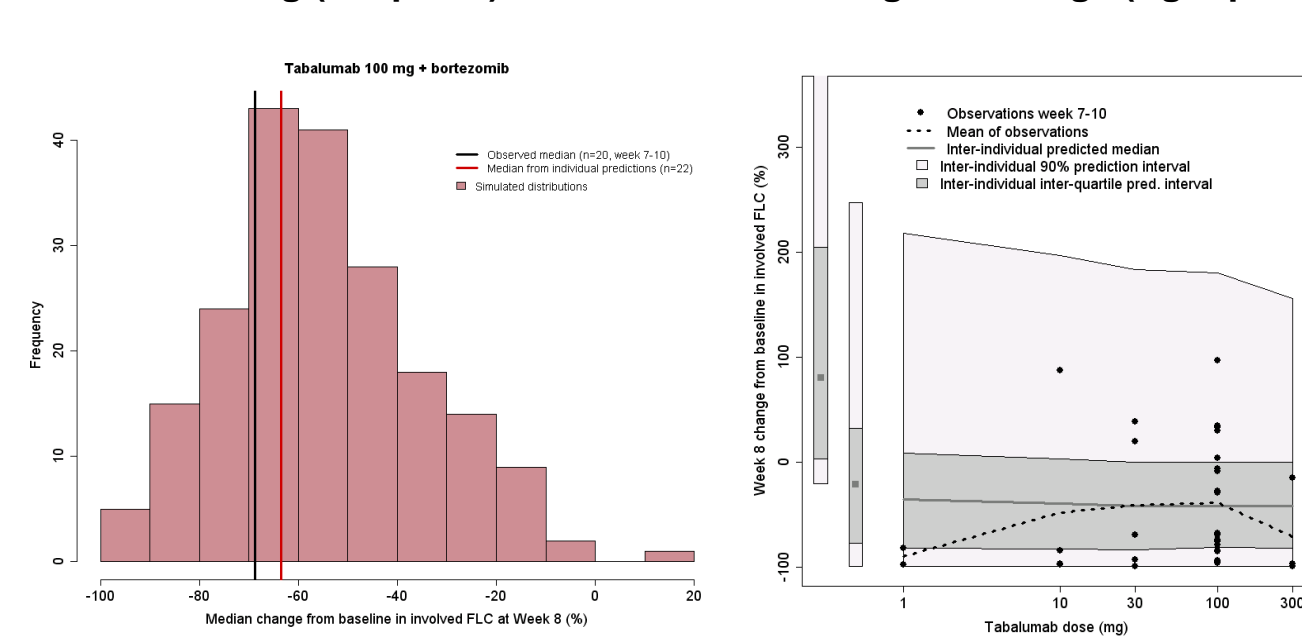 Tabalumab 100 mg + bortezomib
Observed median (n=20, week 7-10)
Median from individual predictions (n=22)
Simulated distributions
Frequency
40
30
20
10
0
-100 -80 -60 -40 -20 0 20
Median change from baseline in involved FLC at Week 8 (%)
Observations week 7-10
Mean of observations
Inter-individual predicted median
Inter-individual 90% prediction interval
Inter-individual inter-quartile pred. interval
Week 8 change from baseline in involved FLC (%)
300
200
100
0
-100
1 10 30 100 300
Tabalumab dose (mg)